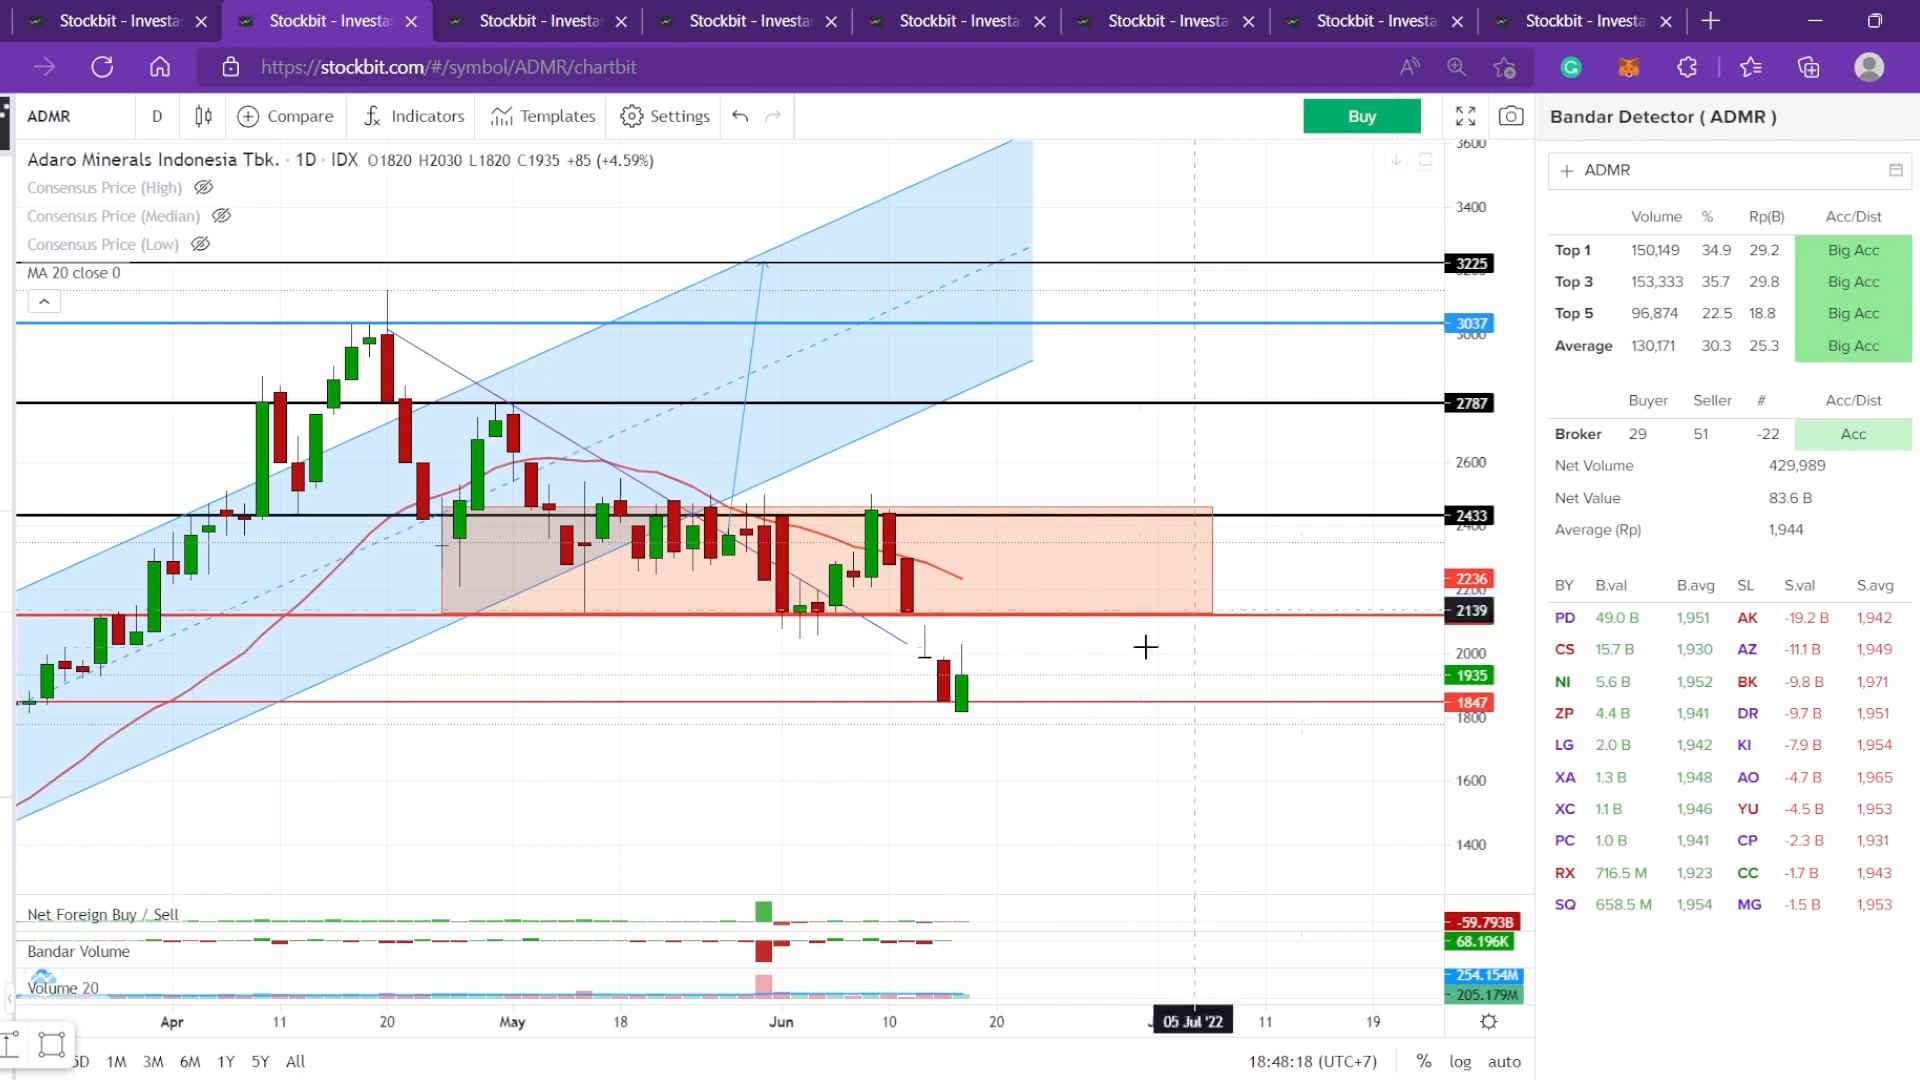 Stockbit - Investa
Stockbit - Investa
Stockbit - Investa
Stockbit - Investa
Stockbit - Investa
Stockbit - Investa
Stockbit - Investa
Stockbit - Investa
https://stockbit.com/#/symbol/ADMR/chartbit
ADMR D Compare Indicators Templates Settings Buy
Adaro Minerals Indonesia Tbk. · 1D · IDX O1820 H2030 L1820 C1935 +85 (+4.59%)
Consensus Price (High)
Consensus Price (Median)
Consensus Price (Low)
MA 20 close 0
3600
3400
3225
3037
3000
2787
2600
2433
2400
2236
2200
2139
2000
1935
1847
1800
1600
1400
Net Foreign Buy / Sell
-59.793B
68.196K
Bandar Volume
Volume 20
254.154M
205.179M
Apr 11 20 May 18 Jun 10 20 05 Jul '22 11 19
5D 1M 3M 6M 1Y 5Y All
18:48:18 (UTC+7) % log auto
Bandar Detector ( ADMR )
ADMR
Volume % Rp(B) Acc/Dist
Top 1 150,149 34.9 29.2 Big Acc
Top 3 153,333 35.7 29.8 Big Acc
Top 5 96,874 22.5 18.8 Big Acc
Average 130,171 30.3 25.3 Big Acc
Buyer Seller # Acc/Dist
Broker 29 51 -22 Acc
Net Volume 429,989
Net Value 83.6 B
Average (Rp) 1,944
BY B.val B.avg SL S.val S.avg
PD 49.0 B 1,951 AK -19.2 B 1,942
CS 15.7 B 1,930 AZ -11.1 B 1,949
NI 5.6 B 1,952 BK -9.8 B 1,971
ZP 4.4 B 1,941 DR -9.7 B 1,951
LG 2.0 B 1,942 KI -7.9 B 1,954
XA 1.3 B 1,948 AO -4.7 B 1,965
XC 1.1 B 1,946 YU -4.5 B 1,953
PC 1.0 B 1,941 CP -2.3 B 1,931
RX 716.5 M 1,923 CC -1.7 B 1,943
SQ 658.5 M 1,954 MG -1.5 B 1,953